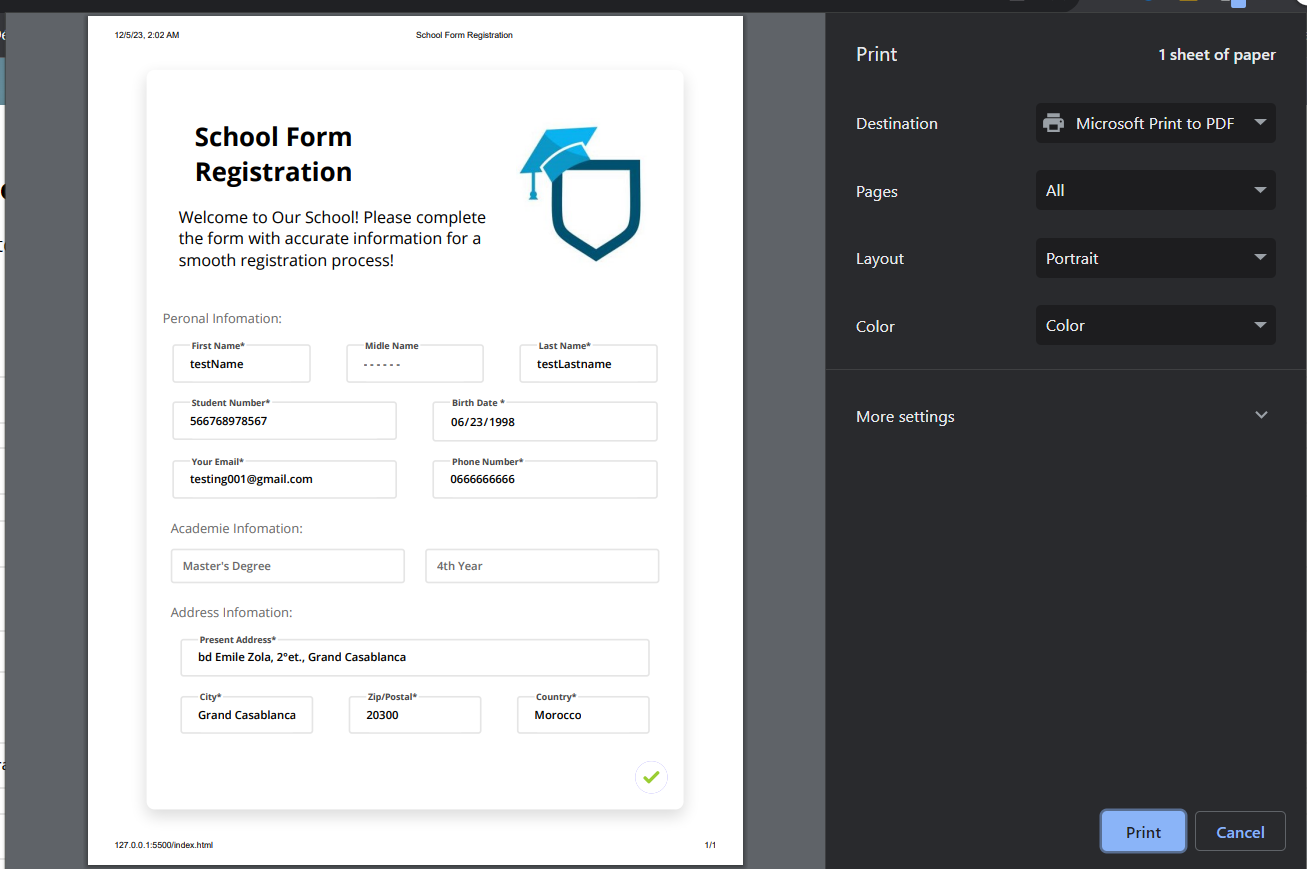 12/5/23, 2:02 AM School Form Registration
School Form
Registration
Welcome to Our School! Please complete
the form with accurate information for a
smooth registration process!
Peronal Infomation:
First Name* Midle Name Last Name*
testName - - - - - - testLastname
Student Number* Birth Date *
566768978567 06/23/1998
Your Email* Phone Number*
testing001@gmail.com 0666666666
Academie Infomation:
Master's Degree 4th Year
Address Infomation:
Present Address*
bd Emile Zola, 2°et., Grand Casablanca
City* Zip/Postal* Country*
Grand Casablanca 20300 Morocco
127.0.0.1:5500/index.html 1/1
Print 1 sheet of paper
Destination Microsoft Print to PDF
Pages All
Layout Portrait
Color Color
More settings
Print Cancel